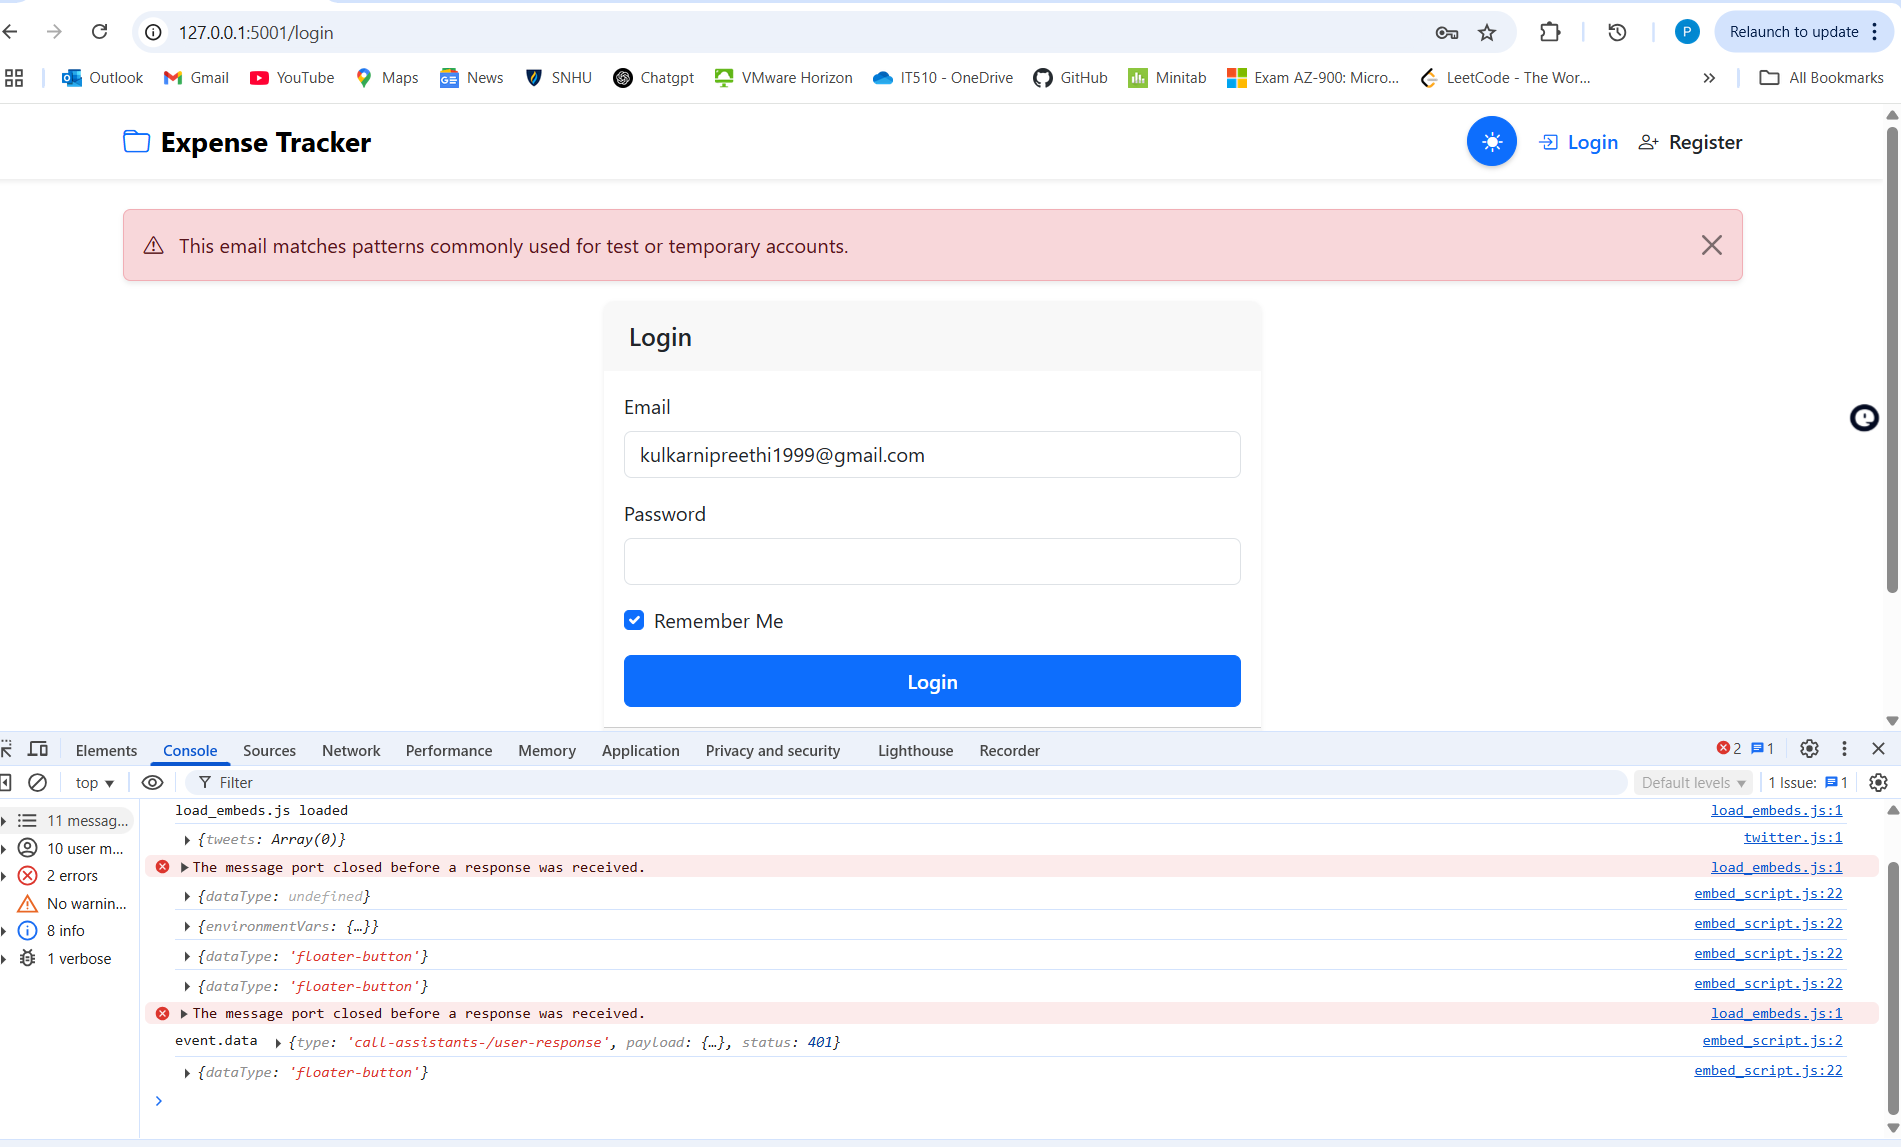 127.0.0.1:5001/login
P
Relaunch to update
Outlook
Gmail
YouTube
Maps
News
SNHU
Chatgpt
VMware Horizon
IT510 - OneDrive
GitHub
Minitab
Exam AZ-900: Micro...
LeetCode - The Wor...
»
All Bookmarks
Expense Tracker
Login
Register
This email matches patterns commonly used for test or temporary accounts.
Login
Email
kulkarnipreethi1999@gmail.com
Password
Remember Me
Login
Elements Console Sources Network Performance Memory Application Privacy and security Lighthouse Recorder 2 1
top Filter Default levels 1 Issue: 1
11 messag...
10 user m...
2 errors
No warnin...
8 info
1 verbose
load_embeds.js loaded load_embeds.js:1
{tweets: Array(0)} twitter.js:1
The message port closed before a response was received. load_embeds.js:1
{dataType: undefined} embed_script.js:22
{environmentVars: {…}} embed_script.js:22
{dataType: 'floater-button'} embed_script.js:22
{dataType: 'floater-button'} embed_script.js:22
The message port closed before a response was received. load_embeds.js:1
event.data {type: 'call-assistants-/user-response', payload: {…}, status: 401} embed_script.js:2
{dataType: 'floater-button'} embed_script.js:22